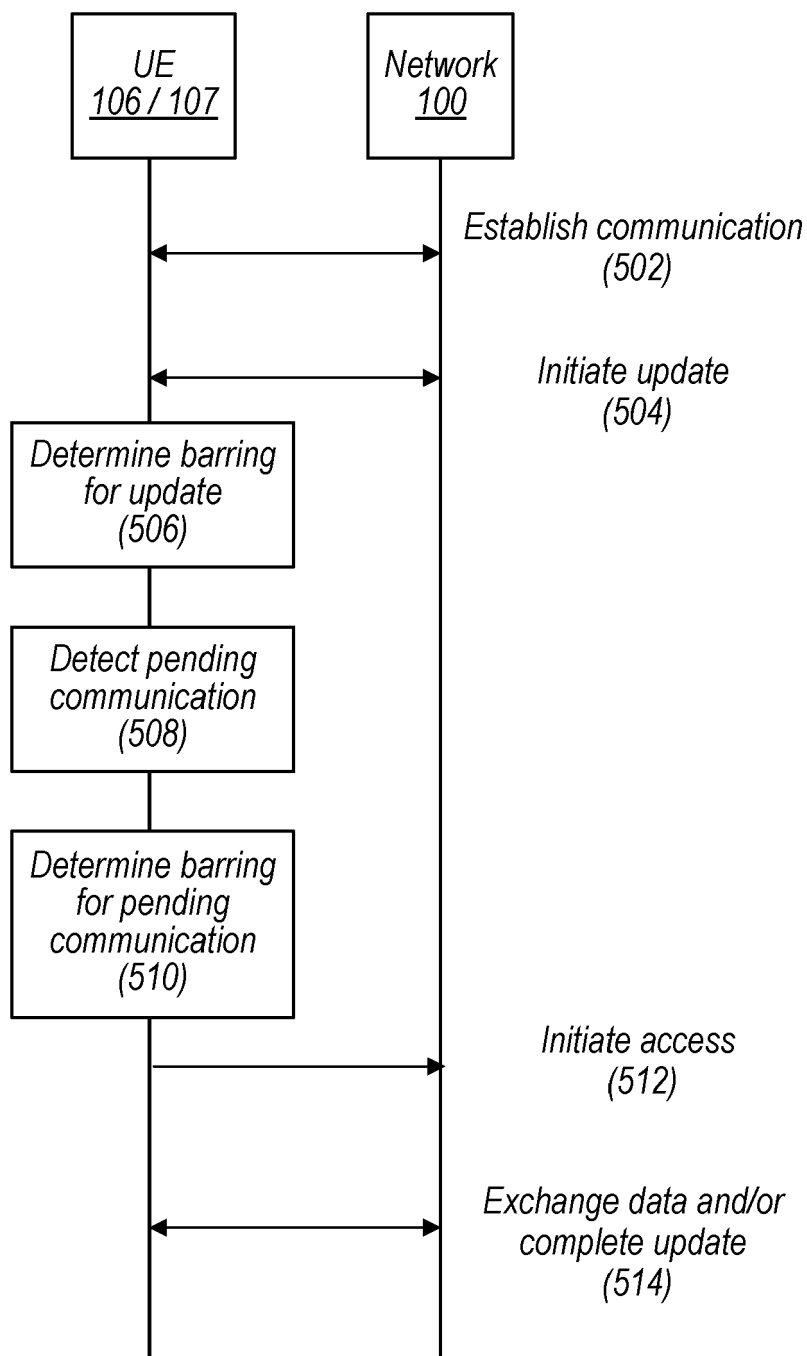 UE
106 / 107
Network
100
Establish communication
(502)
Initiate update
(504)
Determine barring
for update
(506)
Detect pending
communication
(508)
Determine barring
for pending
communication
(510)
Initiate access
(512)
Exchange data and/or
complete update
(514)